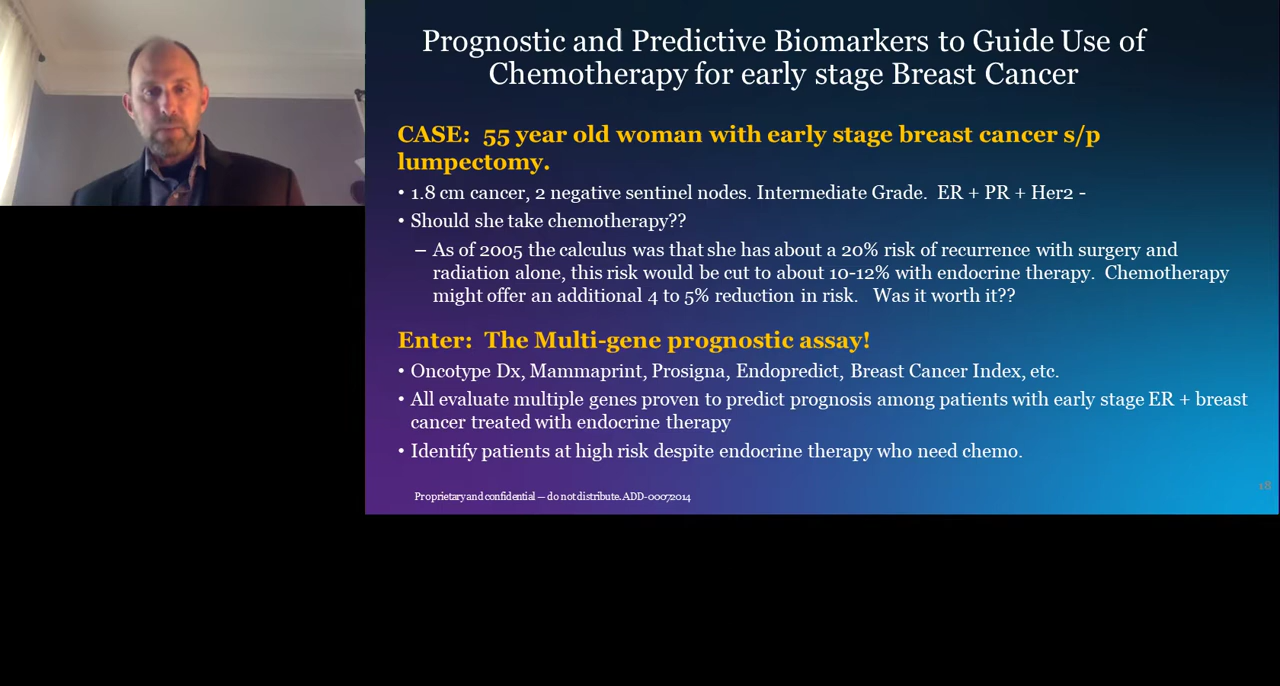 Prognostic and Predictive Biomarkers to Guide Use of
Chemotherapy for early stage Breast Cancer
CASE:  55 year old woman with early stage breast cancer s/p
lumpectomy.
• 1.8 cm cancer, 2 negative sentinel nodes. Intermediate Grade.  ER + PR + Her2 -
• Should she take chemotherapy??
– As of 2005 the calculus was that she has about a 20% risk of recurrence with surgery and
radiation alone, this risk would be cut to about 10-12% with endocrine therapy.  Chemotherapy
might offer an additional 4 to 5% reduction in risk.   Was it worth it??
Enter:  The Multi-gene prognostic assay!
• Oncotype Dx, Mammaprint, Prosigna, Endopredict, Breast Cancer Index, etc.
• All evaluate multiple genes proven to predict prognosis among patients with early stage ER + breast
cancer treated with endocrine therapy
• Identify patients at high risk despite endocrine therapy who need chemo.
18
Proprietary and confidential — do not distribute. ADD-00072014